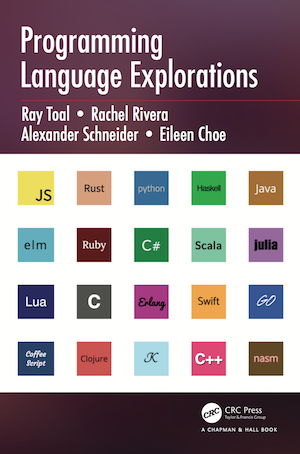 Programming
Language Explorations
Ray Toal • Rachel Rivera
Alexander Schneider • Eileen Choe
JS Rust python Haskell Java
elm Ruby C# Scala julia
Lua C Erlang Swift GO
Coffee
Script Clojure K C++ nasm
CRC CRC Press
Taylor & Francis Group
A CHAPMAN & HALL BOOK